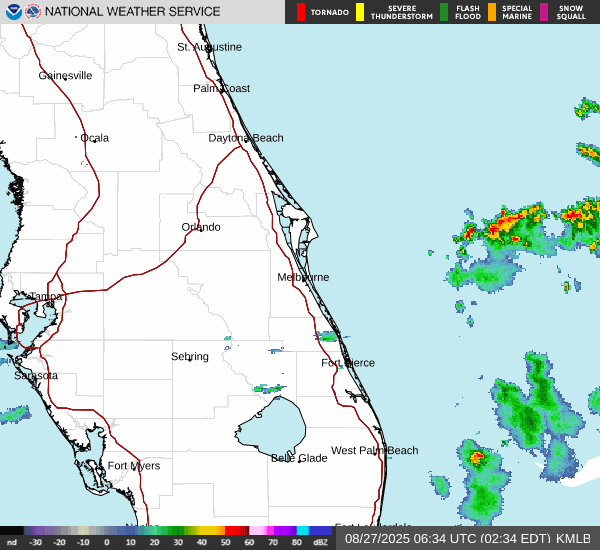 NATIONAL WEATHER SERVICE
TORNADO
SEVERE THUNDERSTORM
FLASH FLOOD
SPECIAL MARINE
SNOW SQUALL
St. Augustine
Gainesville
Palm Coast
Ocala
Daytona Beach
Orlando
Melbourne
Tampa
Sebring
Fort Pierce
Sarasota
West Palm Beach
Belle Glade
Fort Myers
nd -30 -20 -10 0 10 20 30 40 50 60 70 80 dBZ
08/27/2025 06:34 UTC (02:34 EDT) KMLB